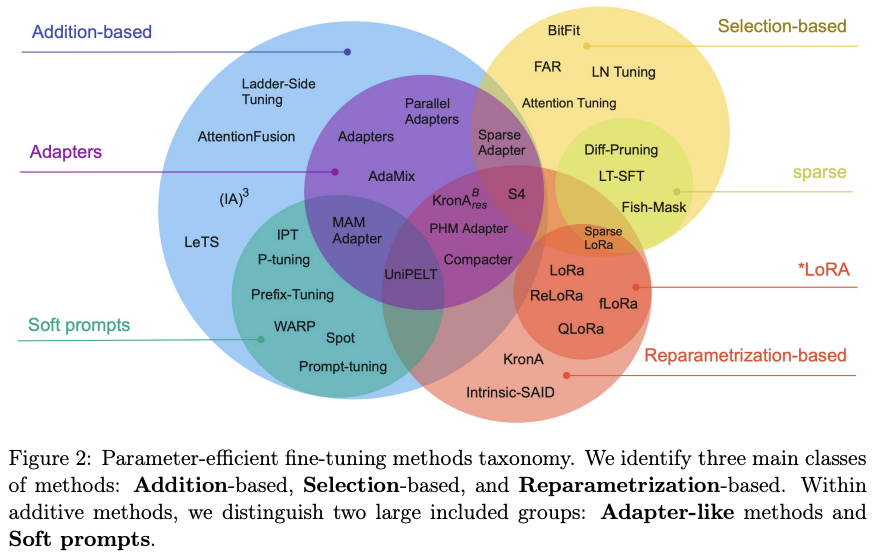 Addition-based
Selection-based
BitFit
FAR
LN Tuning
Attention Tuning
Ladder-Side
Tuning
AttentionFusion
Parallel
Adapters
Adapters
Sparse
Adapter
Adapters
AdaMix
(IA)³
LeTS
KronA^B_res
S4
PHM Adapter
Compacter
Diff-Pruning
LT-SFT
Fish-Mask
sparse
MAM
Adapter
UniPELT
IPT
P-tuning
Prefix-Tuning
WARP
Spot
Prompt-tuning
Soft prompts
Sparse
LoRa
LoRa
ReLoRa
fLoRa
QLoRa
*LoRA
KronA
Intrinsic-SAID
Reparametrization-based
Figure 2: Parameter-efficient fine-tuning methods taxonomy. We identify three main classes
of methods: Addition-based, Selection-based, and Reparametrization-based. Within
additive methods, we distinguish two large included groups: Adapter-like methods and
Soft prompts.